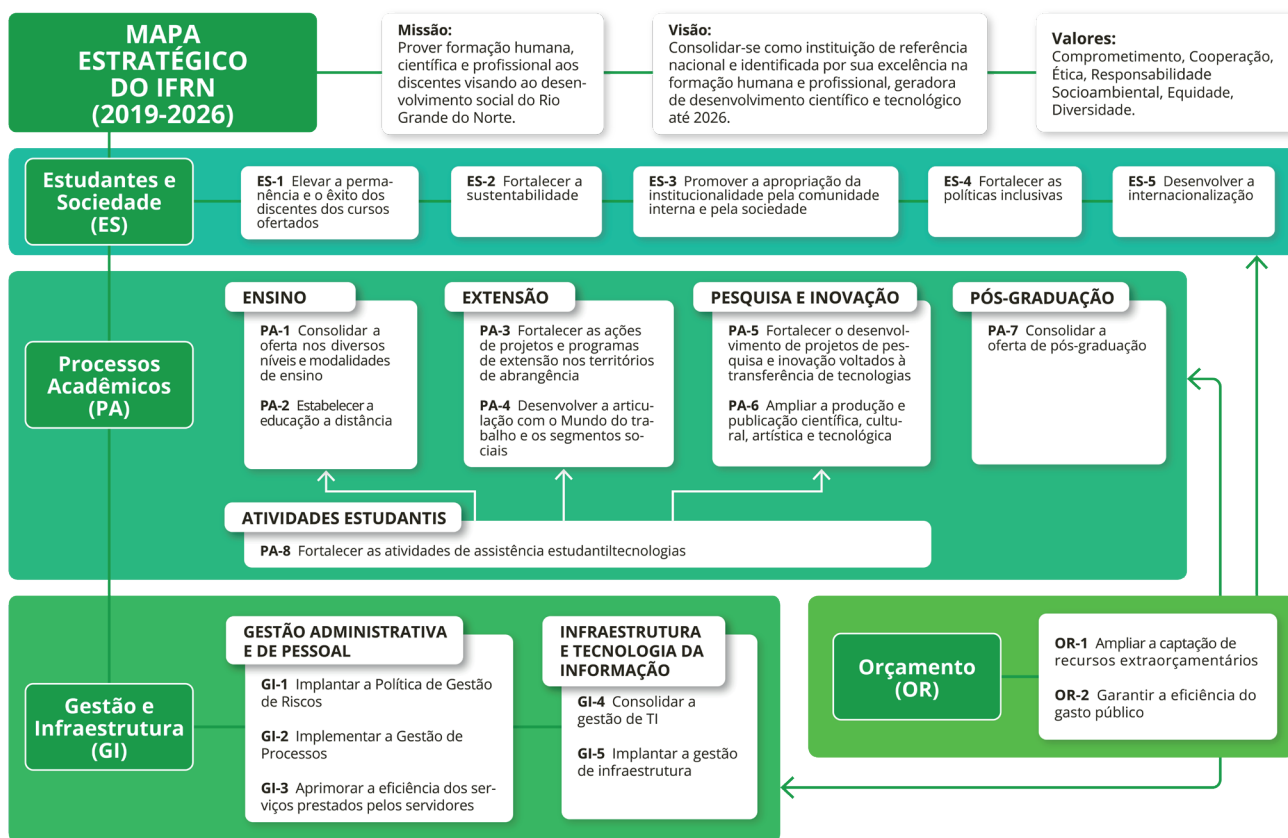 MAPA
ESTRATÉGICO
DO IFRN
(2019-2026)
Missão:
Prover formação humana,
científica e profissional aos
discentes visando ao desen-
volvimento social do Rio
Grande do Norte.
Visão:
Consolidar-se como instituição de referência
nacional e identificada por sua excelência na
formação humana e profissional, geradora
de desenvolvimento científico e tecnológico
até 2026.
Valores:
Comprometimento, Cooperação,
Ética, Responsabilidade
Socioambiental, Equidade,
Diversidade.
Estudantes e
Sociedade
(ES)
ES-1 Elevar a perma-
nência e o êxito dos
discentes dos cursos
ofertados
ES-2 Fortalecer a
sustentabilidade
ES-3 Promover a apropriação da
institucionalidade pela comunidade
interna e pela sociedade
ES-4 Fortalecer as
políticas inclusivas
ES-5 Desenvolver a
internacionalização
Processos
Acadêmicos
(PA)
ENSINO
PA-1 Consolidar a
oferta nos diversos
níveis e modalidades
de ensino
PA-2 Estabelecer a
educação a distância
EXTENSÃO
PA-3 Fortalecer as ações
de projetos e programas
de extensão nos territórios
de abrangência
PA-4 Desenvolver a articu-
lação com o Mundo do tra-
balho e os segmentos so-
ciais
PESQUISA E INOVAÇÃO
PA-5 Fortalecer o desenvol-
vimento de projetos de pes-
quisa e inovação voltados à
transferência de tecnologias
PA-6 Ampliar a produção e
publicação científica, cultu-
ral, artística e tecnológica
PÓS-GRADUAÇÃO
PA-7 Consolidar a
oferta de pós-graduação
ATIVIDADES ESTUDANTIS
PA-8 Fortalecer as atividades de assistência estudantiltecnologias
Gestão e
Infraestrutura
(GI)
GESTÃO ADMINISTRATIVA
E DE PESSOAL
GI-1 Implantar a Política de Gestão
de Riscos
GI-2 Implementar a Gestão de
Processos
GI-3 Aprimorar a eficiência dos ser-
viços prestados pelos servidores
INFRAESTRUTURA
E TECNOLOGIA DA
INFORMAÇÃO
GI-4 Consolidar a
gestão de TI
GI-5 Implantar a gestão
de infraestrutura
Orçamento
(OR)
OR-1 Ampliar a captação de
recursos extraorçamentários
OR-2 Garantir a eficiência do
gasto público